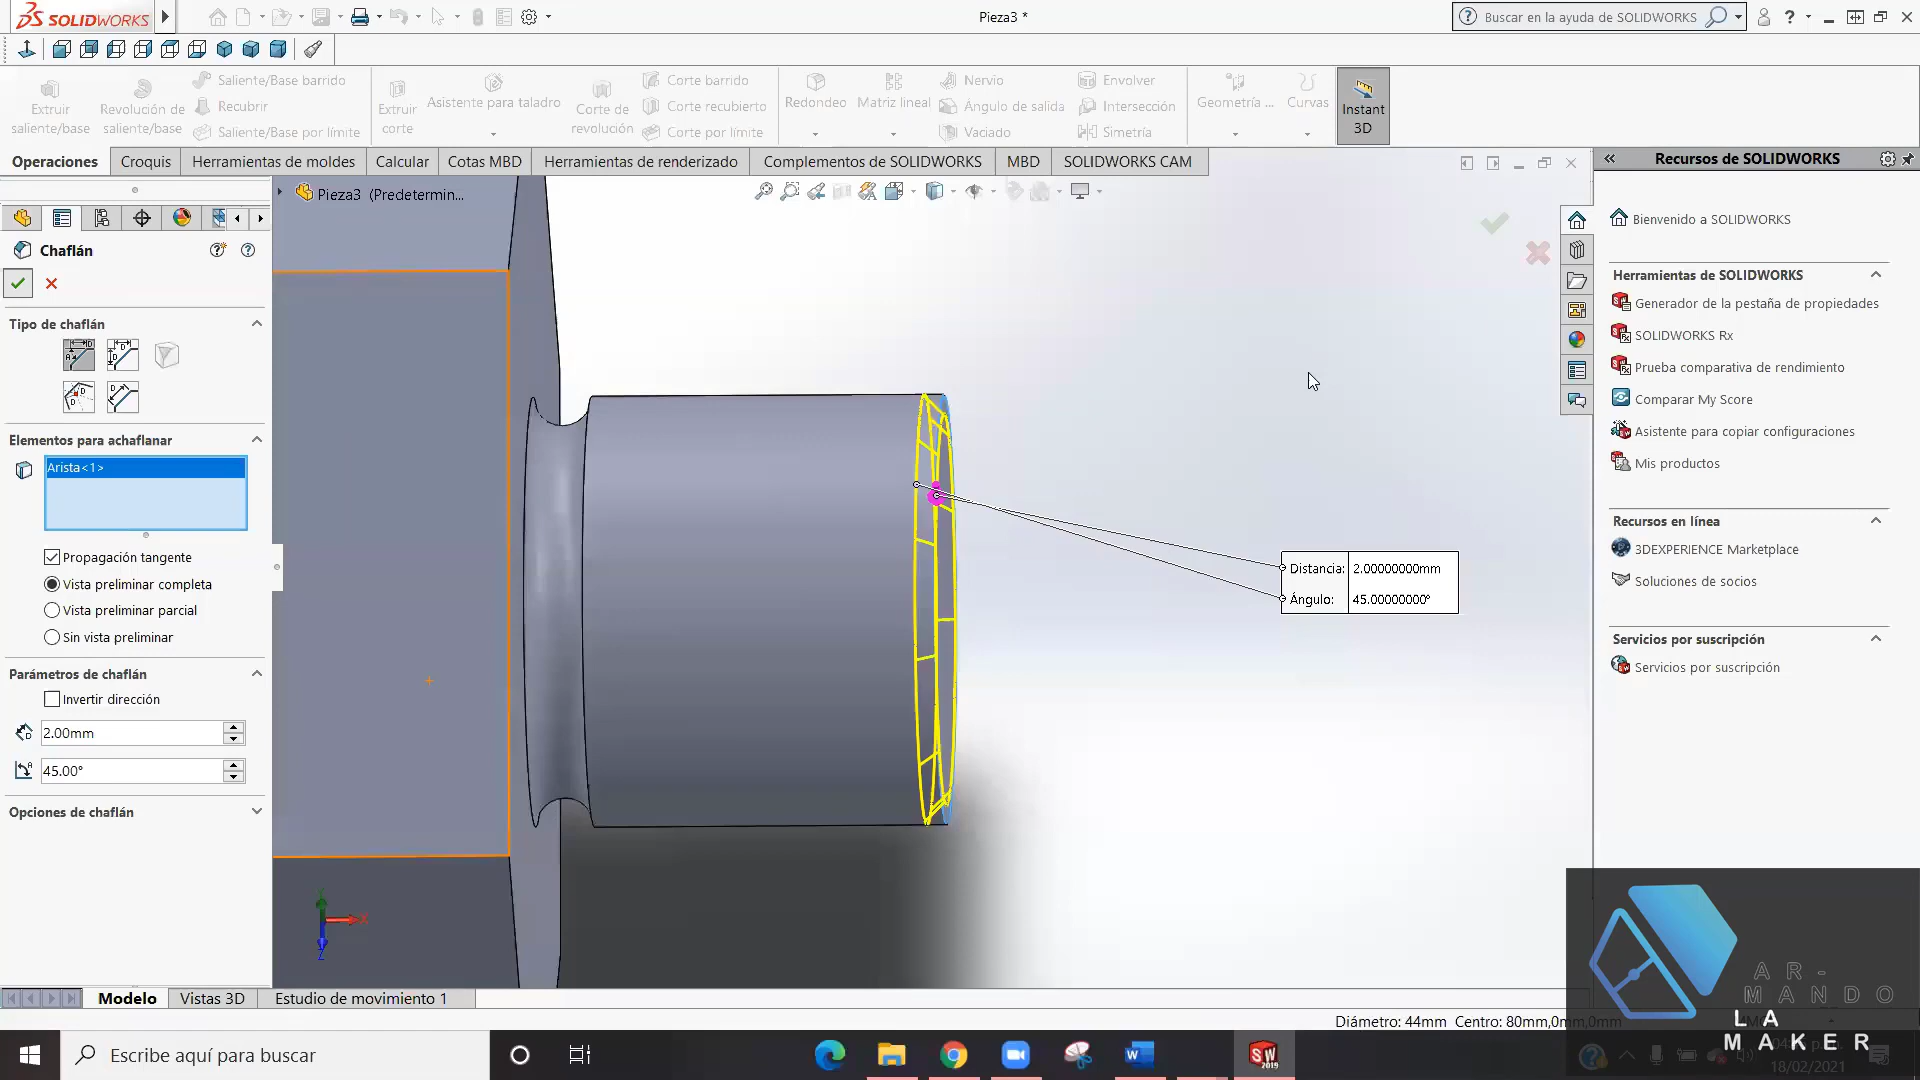 SOLIDWORKS
Pieza3 *
Buscar en la ayuda de SOLIDWORKS
Extruir saliente/base
Revolución de saliente/base
Saliente/Base barrido
Recubrir
Saliente/Base por límite
Extruir corte
Asistente para taladro
Corte de revolución
Corte barrido
Corte recubierto
Corte por límite
Redondeo
Matriz lineal
Nervio
Ángulo de salida
Vaciado
Envolver
Intersección
Simetría
Geometría ...
Curvas
Instant 3D
Operaciones
Croquis
Herramientas de moldes
Calcular
Cotas MBD
Herramientas de renderizado
Complementos de SOLIDWORKS
MBD
SOLIDWORKS CAM
Pieza3 (Predetermin...
Chaflán
Tipo de chaflán
Elementos para achaflanar
Arista<1>
Propagación tangente
Vista preliminar completa
Vista preliminar parcial
Sin vista preliminar
Parámetros de chaflán
Invertir dirección
2.00mm
45.00°
Opciones de chaflán
Distancia: 2.00000000mm
Ángulo: 45.00000000°
Recursos de SOLIDWORKS
Bienvenido a SOLIDWORKS
Herramientas de SOLIDWORKS
Generador de la pestaña de propiedades
SOLIDWORKS Rx
Prueba comparativa de rendimiento
Comparar My Score
Asistente para copiar configuraciones
Mis productos
Recursos en línea
3DEXPERIENCE Marketplace
Soluciones de socios
Servicios por suscripción
Servicios por suscripción
Modelo
Vistas 3D
Estudio de movimiento 1
Diámetro: 44mm Centro: 80mm,0mm,0mm
AR-
MANDO
LA
MAKER
Escribe aquí para buscar
18/02/2021